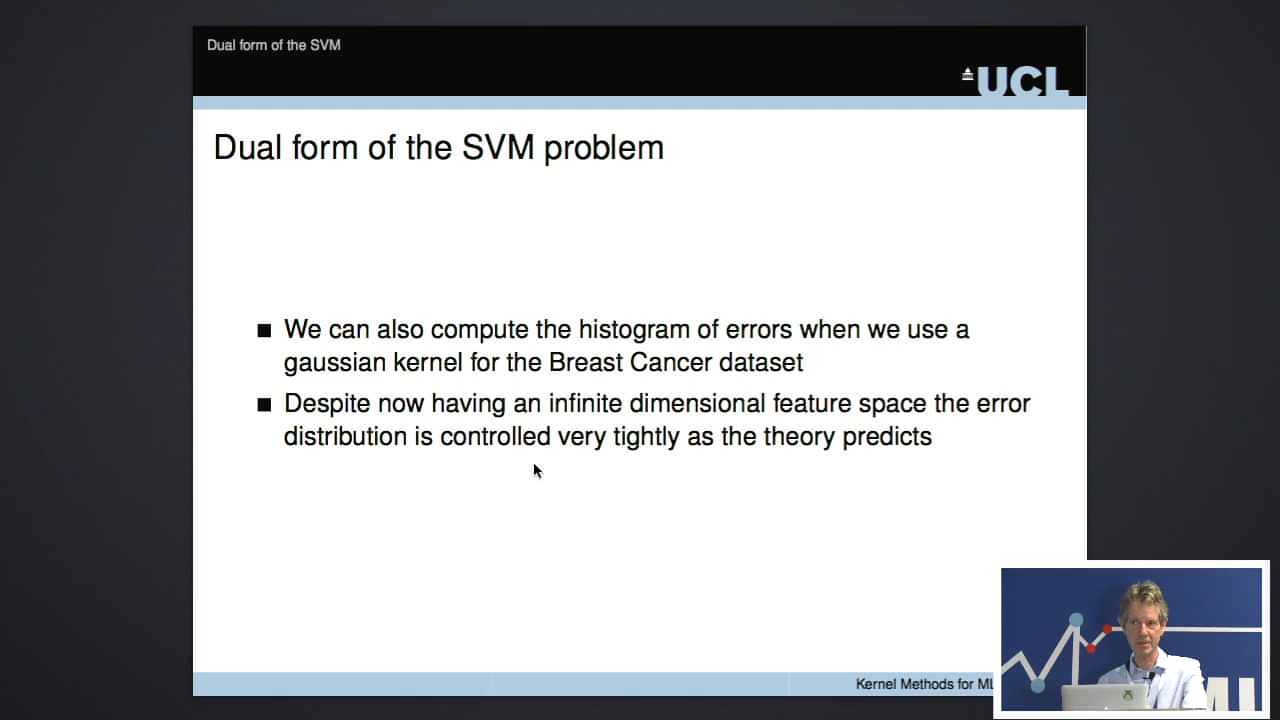 Dual form of the SVM
UCL
Dual form of the SVM problem
We can also compute the histogram of errors when we use a
gaussian kernel for the Breast Cancer dataset
Despite now having an infinite dimensional feature space the error
distribution is controlled very tightly as the theory predicts
Kernel Methods for